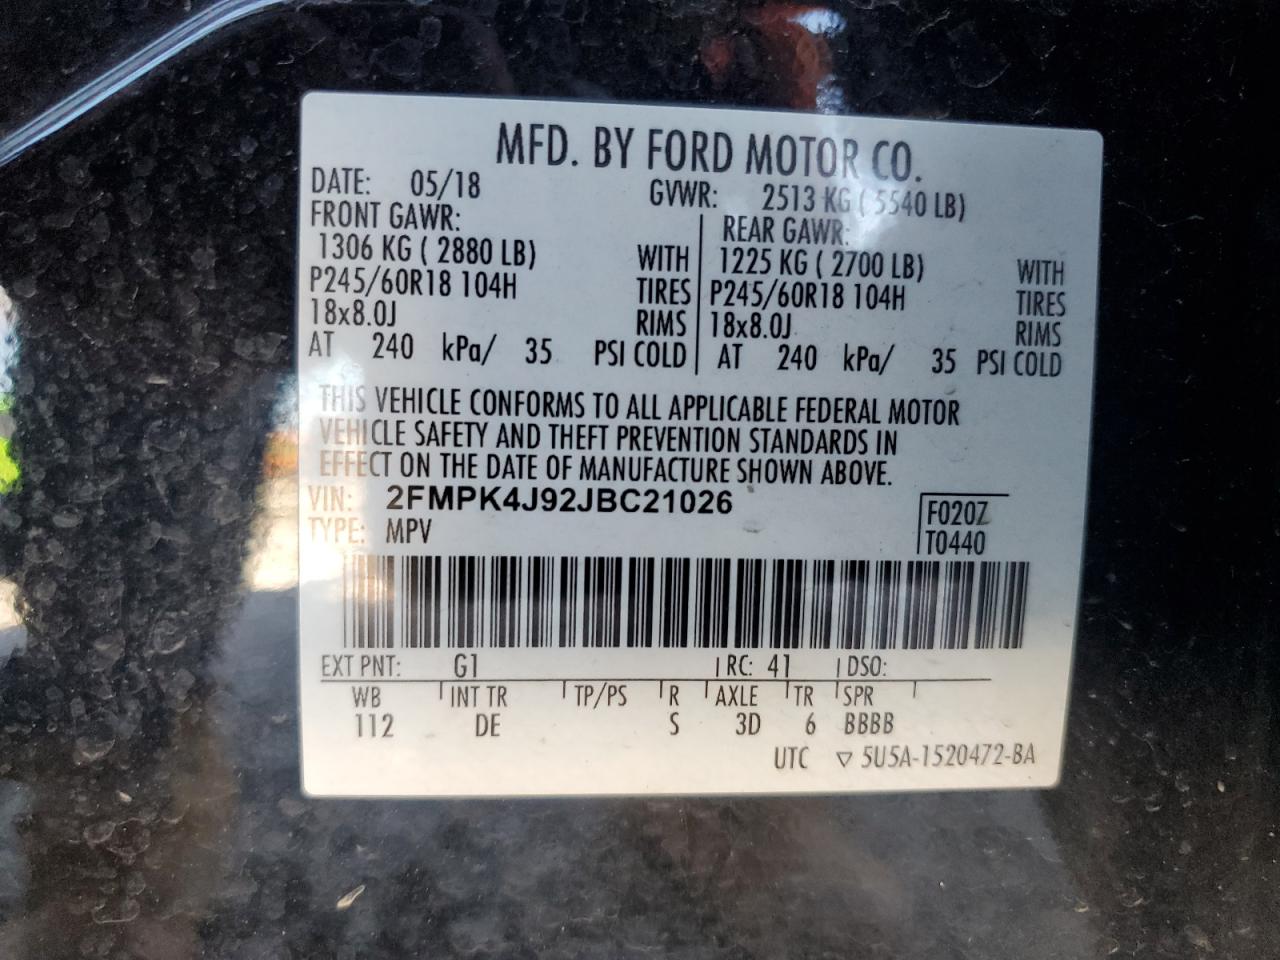 MFD. BY FORD MOTOR CO.
DATE: 05/18 GVWR: 2513 KG ( 5540 LB)
FRONT GAWR: REAR GAWR:
1306 KG ( 2880 LB) WITH 1225 KG ( 2700 LB) WITH
P245/60R18 104H TIRES P245/60R18 104H TIRES
18x8.0J RIMS 18x8.0J RIMS
AT 240 kPa/ 35 PSI COLD AT 240 kPa/ 35 PSI COLD
THIS VEHICLE CONFORMS TO ALL APPLICABLE FEDERAL MOTOR
VEHICLE SAFETY AND THEFT PREVENTION STANDARDS IN
EFFECT ON THE DATE OF MANUFACTURE SHOWN ABOVE.
VIN: 2FMPK4J92JBC21026 F020Z
TYPE: MPV T0440
EXT PNT: G1 RC: 41 DSO:
WB INT TR TP/PS R AXLE TR SPR
112 DE S 3D 6 BBBB
UTC ▽ 5U5A-1520472-BA